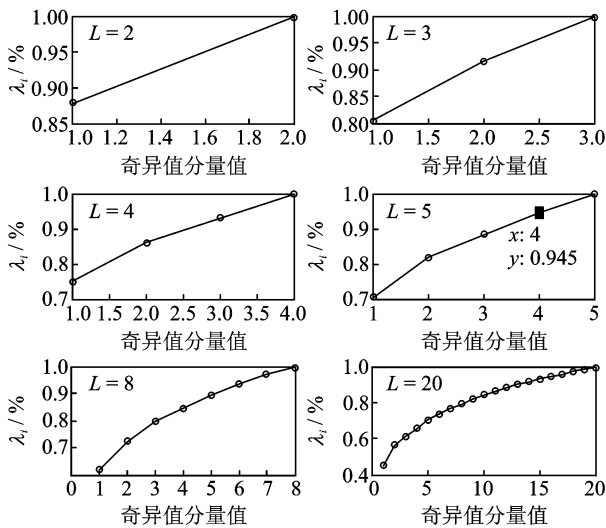 1.00
0.95
0.90
0.85
λi / %
L = 2
1.0 1.2 1.4 1.6 1.8 2.0
奇异值分量值
1.00
0.95
0.90
0.85
0.80
λi / %
L = 3
1.0 1.5 2.0 2.5 3.0
奇异值分量值
1.0
0.9
0.8
0.7
λi / %
L = 4
1.0 1.5 2.0 2.5 3.0 3.5 4.0
奇异值分量值
1.0
0.9
0.8
0.7
λi / %
L = 5
x: 4
y: 0.945
1 2 3 4 5
奇异值分量值
1.0
0.9
0.8
0.7
λi / %
L = 8
0 1 2 3 4 5 6 7 8
奇异值分量值
1.0
0.8
0.6
0.4
λi / %
L = 20
0 5 10 15 20
奇异值分量值